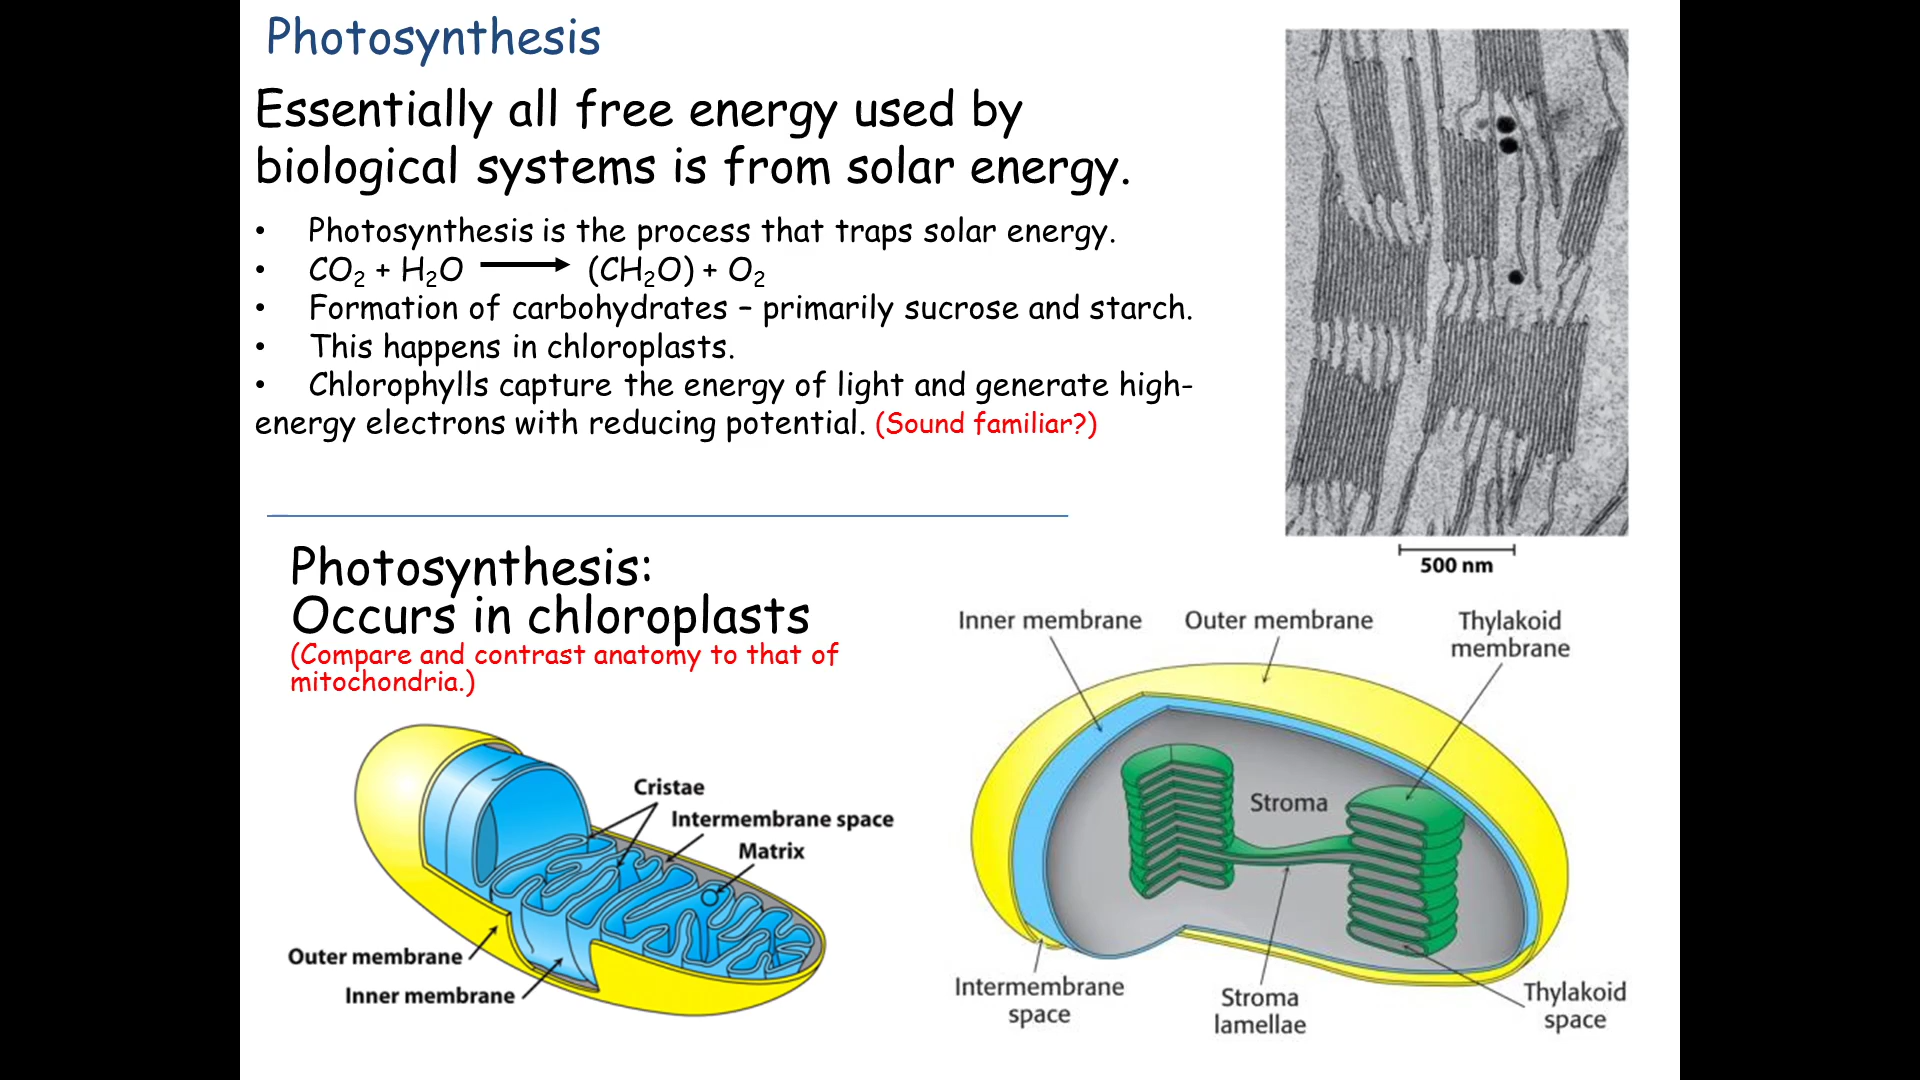 Photosynthesis
Essentially all free energy used by
biological systems is from solar energy.
• Photosynthesis is the process that traps solar energy.
• CO₂ + H₂O ⟶ (CH₂O) + O₂
• Formation of carbohydrates – primarily sucrose and starch.
• This happens in chloroplasts.
• Chlorophylls capture the energy of light and generate high-
energy electrons with reducing potential. (Sound familiar?)
500 nm
Photosynthesis:
Occurs in chloroplasts
(Compare and contrast anatomy to that of
mitochondria.)
Cristae
Intermembrane space
Matrix
Outer membrane
Inner membrane
Inner membrane
Outer membrane
Thylakoid
membrane
Stroma
Intermembrane
space
Stroma
lamellae
Thylakoid
space